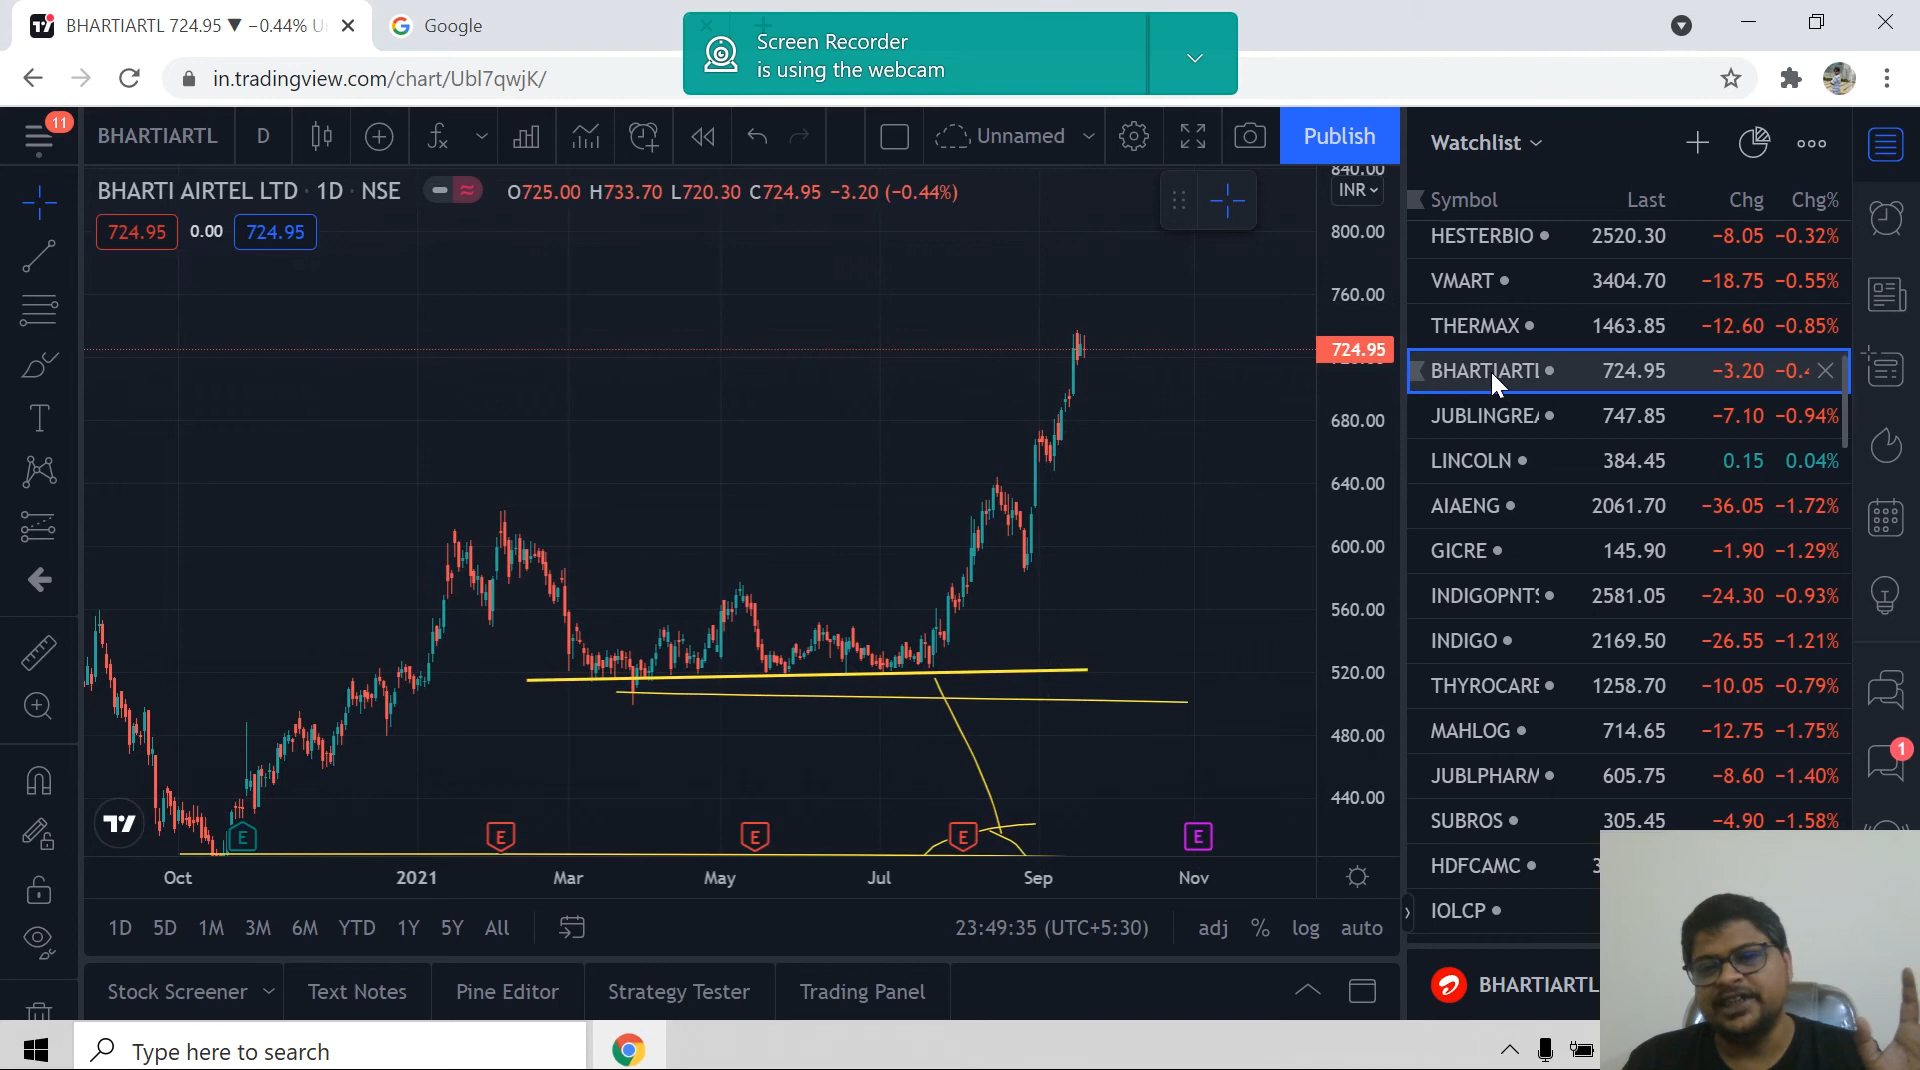 BHARTIARTL 724.95 ▼ −0.44% U
Google
Screen Recorder
is using the webcam
in.tradingview.com/chart/Ubl7qwjK/
11
BHARTIARTL D
Unnamed
Publish
Watchlist
BHARTI AIRTEL LTD · 1D · NSE O725.00 H733.70 L720.30 C724.95 −3.20 (−0.44%)
724.95 0.00 724.95
840.00
INR
800.00
760.00
724.95
680.00
640.00
600.00
560.00
520.00
480.00
440.00
E E E E E
Oct 2021 Mar May Jul Sep Nov
1D 5D 1M 3M 6M YTD 1Y 5Y All
23:49:35 (UTC+5:30) adj % log auto
Stock Screener Text Notes Pine Editor Strategy Tester Trading Panel
Symbol Last Chg Chg%
HESTERBIO 2520.30 −8.05 −0.32%
VMART 3404.70 −18.75 −0.55%
THERMAX 1463.85 −12.60 −0.85%
BHARTIARTL 724.95 −3.20 −0.4
JUBLINGREA 747.85 −7.10 −0.94%
LINCOLN 384.45 0.15 0.04%
AIAENG 2061.70 −36.05 −1.72%
GICRE 145.90 −1.90 −1.29%
INDIGOPNTS 2581.05 −24.30 −0.93%
INDIGO 2169.50 −26.55 −1.21%
THYROCARE 1258.70 −10.05 −0.79%
MAHLOG 714.65 −12.75 −1.75%
JUBLPHARM 605.75 −8.60 −1.40%
SUBROS 305.45 −4.90 −1.58%
HDFCAMC 3
IOLCP
BHARTIARTL
1
Type here to search